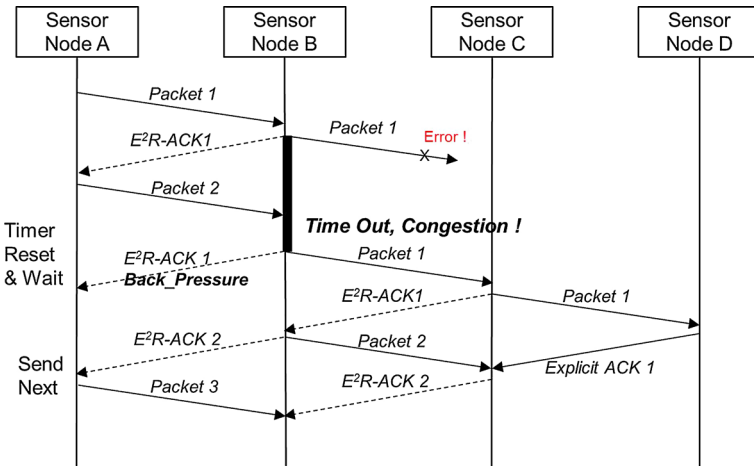 Sensor
Node A
Sensor
Node B
Sensor
Node C
Sensor
Node D
Packet 1
E²R-ACK1
Packet 1
Error !
Packet 2
Time Out, Congestion !
Timer
Reset
& Wait
E²R-ACK 1
Back_Pressure
Packet 1
E²R-ACK1
Packet 1
E²R-ACK 2
Packet 2
Explicit ACK 1
Send
Next
Packet 3
E²R-ACK 2